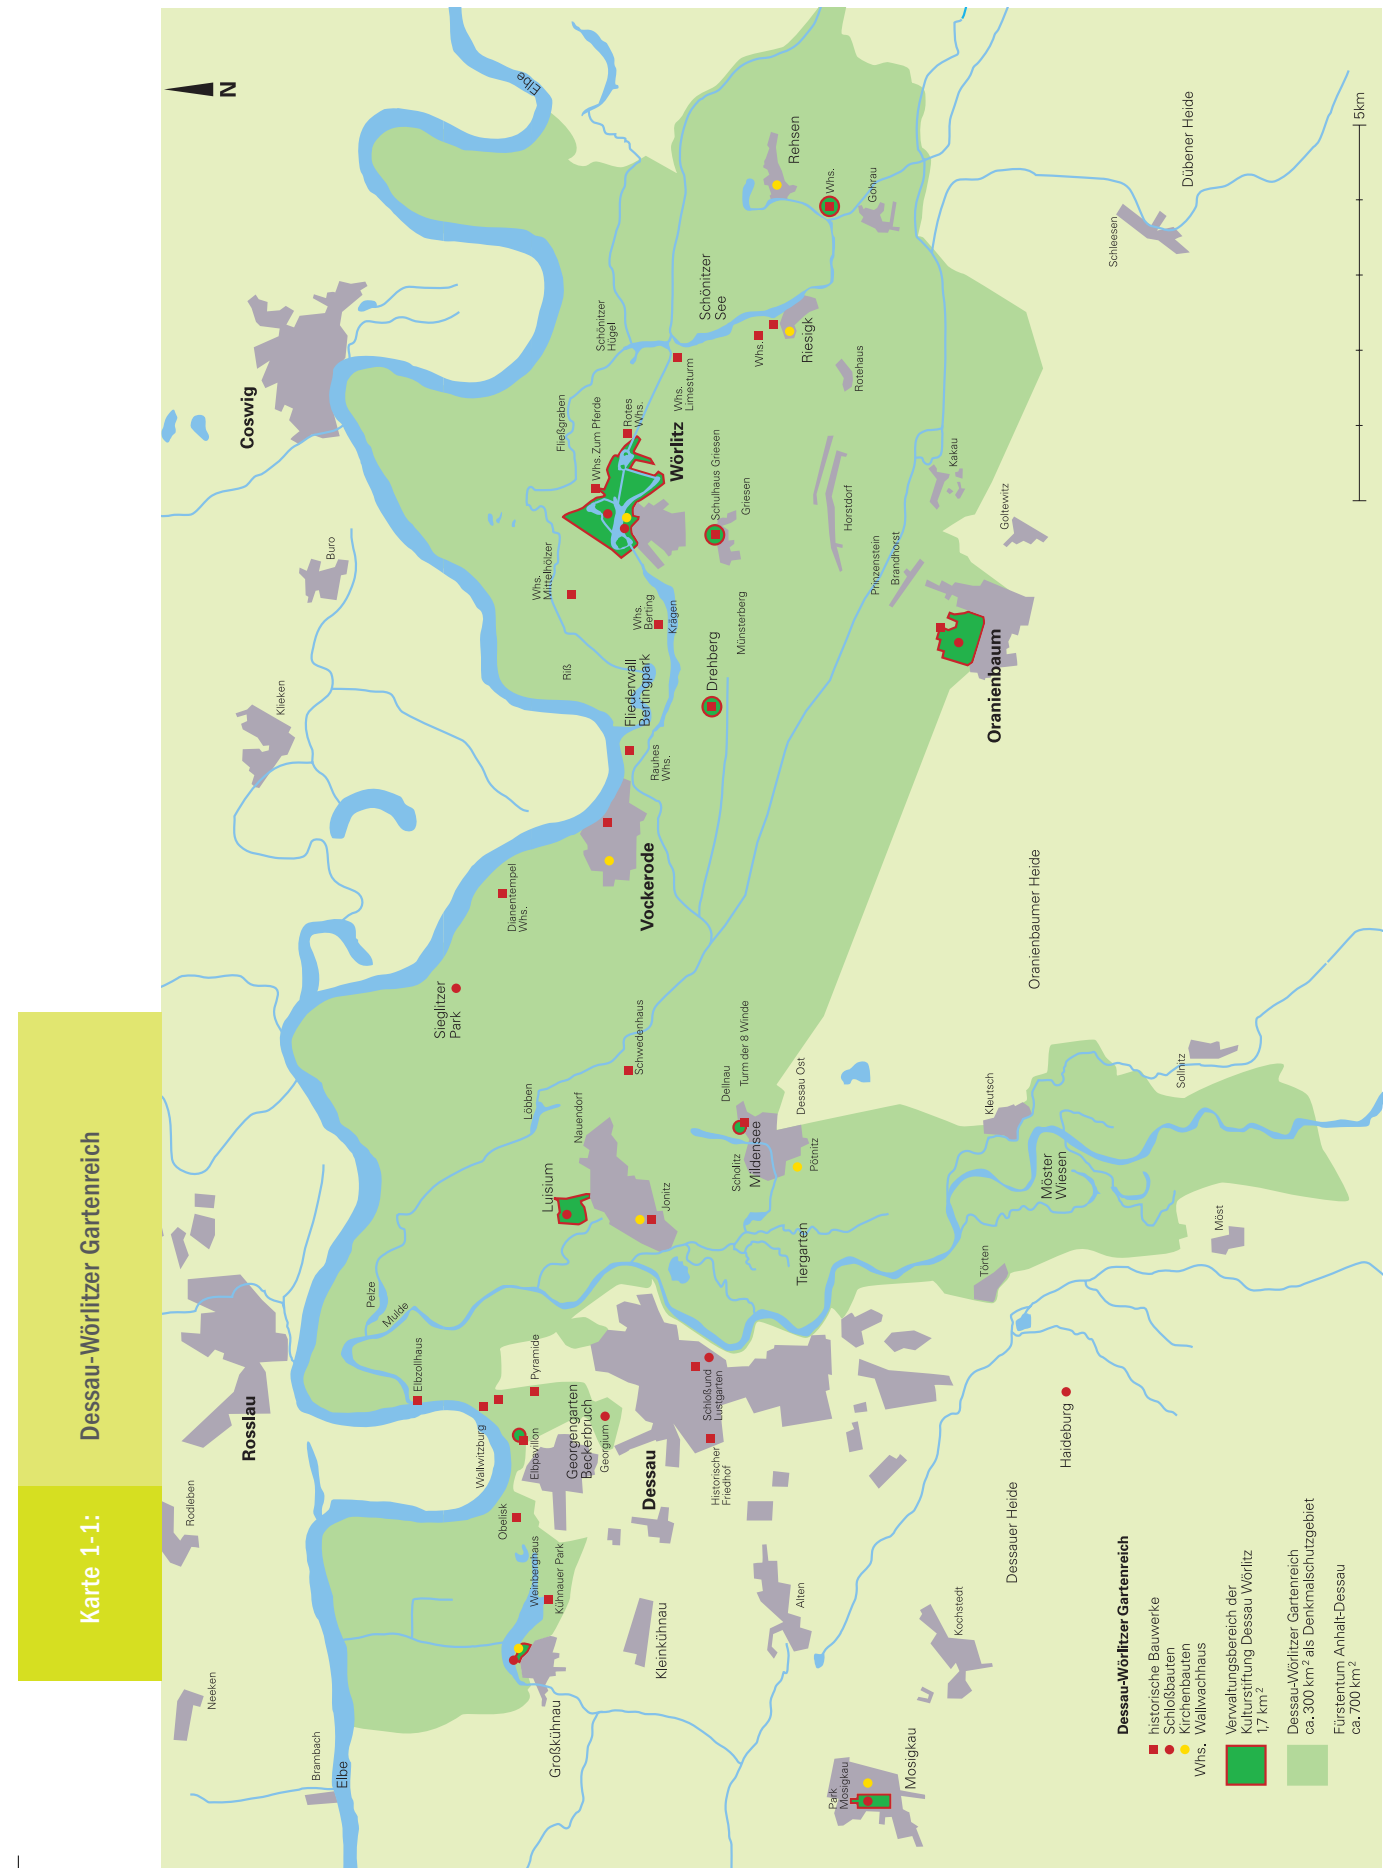 Karte 1-1:
Dessau-Wörlitzer Gartenreich
N
Elbe
Coswig
Buro
Klieken
Rosslau
Rodleben
Neeken
Brambach
Elbe
Rehsen
Whs.
Gohrau
Schleesen
Dübener Heide
5km
Schönitzer
See
Schönitzer
Hügel
Whs.
Riesigk
Rotehaus
Whs.
Limesturm
Fließgraben
Whs. Zum Pferde
Rotes
Whs.
Wörlitz
Schulhaus Griesen
Griesen
Horstdorf
Kakau
Goltewitz
Prinzenstein
Brandhorst
Whs.
Mittelhölzer
Whs.
Berting
Krägen
Riß
Fliederwall
Bertingpark
Drehberg
Münsterberg
Oranienbaum
Rauhes
Whs.
Vockerode
Dianentempel
Whs.
Sieglitzer
Park
Oranienbaumer Heide
Schwedenhaus
Löbben
Nauendorf
Luisium
Jonitz
Dellnau
Turm der 8 Winde
Dessau Ost
Scholitz
Mildensee
Pötnitz
Kleutsch
Sollnitz
Möster
Wiesen
Möst
Törten
Tiergarten
Pelze
Mulde
Elbzollhaus
Pyramide
Wallwitzburg
Elbpavillon
Georgengarten
Beckerbruch
Georgium
Schloß und
Lustgarten
Dessau
Historischer
Friedhof
Haideburg
Obelisk
Weinberghaus
Kühnauer Park
Großkühnau
Kleinkühnau
Alten
Dessauer Heide
Kochstedt
Park
Mosigkau
Mosigkau
Dessau-Wörlitzer Gartenreich
historische Bauwerke
Schloßbauten
Kirchenbauten
Whs. Wallwachhaus
Verwaltungsbereich der
Kulturstiftung Dessau Wörlitz
1,7 km²
Dessau-Wörlitzer Gartenreich
ca. 300 km² als Denkmalschutzgebiet
Fürstentum Anhalt-Dessau
ca. 700 km²